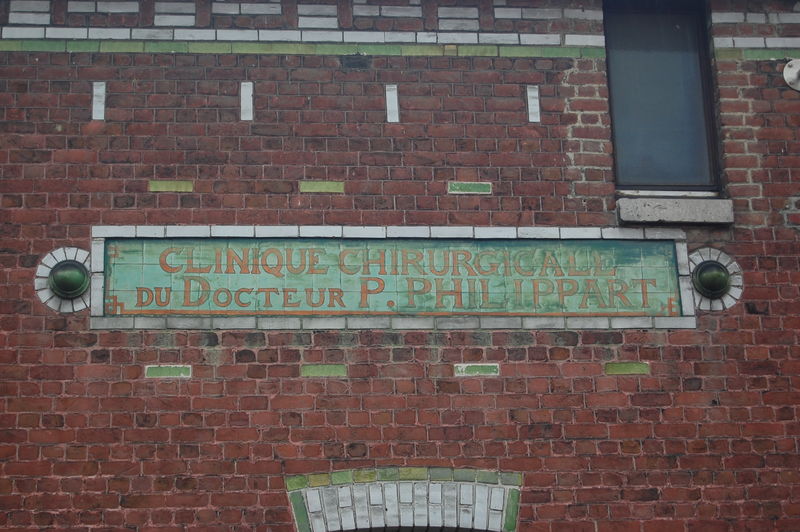 CLINIQUE CHIRURGICALE
DU DOCTEUR P. PHILIPPART